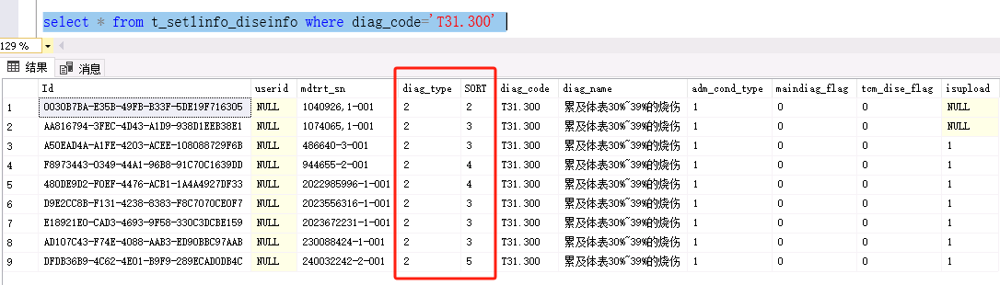 select * from t_setlinfo_diseinfo where diag_code='T31.300'
129 %
结果 消息
Id userid mdtrt_sn diag_type SORT diag_code diag_name adm_cond_type maindiag_flag tcm_dise_flag isupload
1 0030B7BA-E35B-49FB-B33F-5DE19F716305 NULL 1040926,1-001 2 2 T31.300 累及体表30%~39%的烧伤 1 0 0 NULL
2 AA816794-3FEC-4D43-A1D9-938D1EEB38E1 NULL 1074065,1-001 2 3 T31.300 累及体表30%~39%的烧伤 1 0 0 NULL
3 A50EAD4A-A1FE-4203-ACEE-108088729F6B NULL 486640-3-001 2 3 T31.300 累及体表30%~39%的烧伤 1 0 0 1
4 F8973443-0349-44A1-96B8-91C70C1639DD NULL 944655-2-001 2 4 T31.300 累及体表30%~39%的烧伤 1 0 0 1
5 480DE9D2-F0EF-4476-ACB1-1A4A4927DF33 NULL 2022985996-1-001 2 4 T31.300 累及体表30%~39%的烧伤 1 0 0 1
6 D9E2CC8B-F131-4238-8383-F8C7070CE0F7 NULL 2023556316-1-001 2 3 T31.300 累及体表30%~39%的烧伤 1 0 0 1
7 E18921E0-CAD3-4693-9F58-330C3DCBE159 NULL 2023672231-1-001 2 3 T31.300 累及体表30%~39%的烧伤 1 0 0 1
8 AD107C43-F74E-4088-AAB3-ED90BBC97AAB NULL 230088424-1-001 2 3 T31.300 累及体表30%~39%的烧伤 1 0 0 1
9 DFDB36B9-4C62-4E01-B9F9-289ECAD0DB4C NULL 240032242-2-001 2 5 T31.300 累及体表30%~39%的烧伤 1 0 0 1